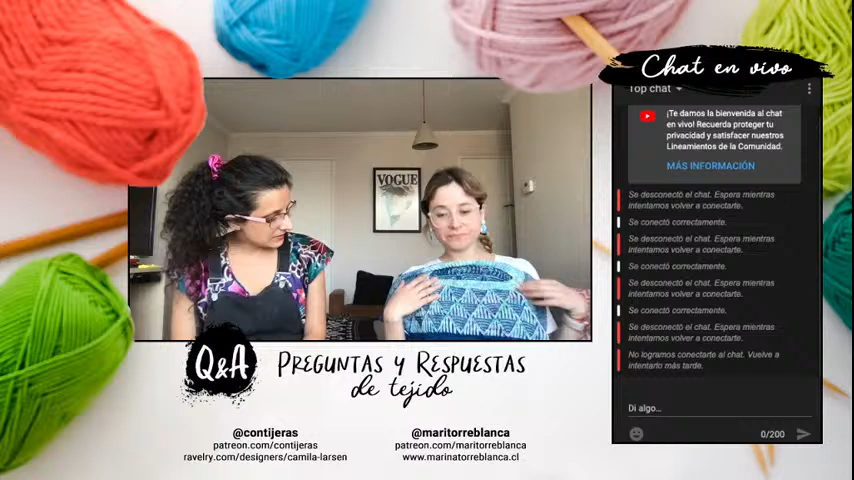 Chat en vivo
Top chat
¡Te damos la bienvenida al chat
en vivo! Recuerda proteger tu
privacidad y satisfacer nuestros
Lineamientos de la Comunidad.
MÁS INFORMACIÓN
Se desconectó el chat. Espera mientras
intentamos volver a conectarte.
Se conectó correctamente.
Se desconectó el chat. Espera mientras
intentamos volver a conectarte.
Se conectó correctamente.
Se desconectó el chat. Espera mientras
intentamos volver a conectarte.
Se conectó correctamente.
Se desconectó el chat. Espera mientras
intentamos volver a conectarte.
No logramos conectarte al chat. Vuelve a
intentarlo más tarde.
Di algo...
0/200
VOGUE
Q&A
PREGUNTAS Y RESPUESTAS
de tejido
@contijeras
patreon.com/contijeras
ravelry.com/designers/camila-larsen
@maritorreblanca
patreon.com/maritorreblanca
www.marinatorreblanca.cl